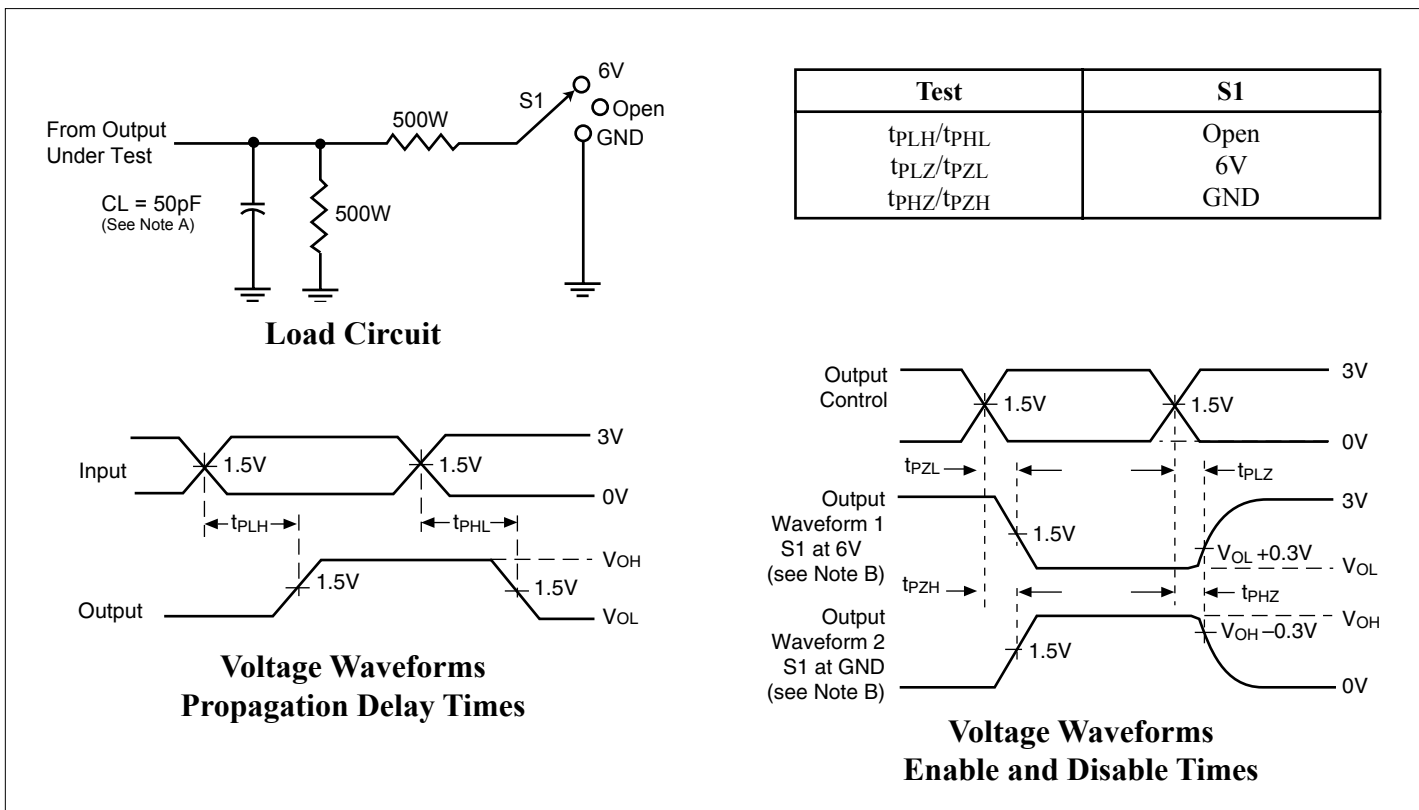 6V
S1
Open
500W
GND
From Output
Under Test
CL = 50pF
(See Note A)
500W
Load Circuit
Test S1
tPLH/tPHL Open
tPLZ/tPZL 6V
tPHZ/tPZH GND
Input
1.5V
1.5V
3V
0V
tPLH
tPHL
Output
1.5V
1.5V
VOH
VOL
Voltage Waveforms
Propagation Delay Times
Output
Control
1.5V
1.5V
3V
0V
tPZL
tPLZ
Output
Waveform 1
S1 at 6V
(see Note B)
1.5V
3V
VOL +0.3V
VOL
tPZH
tPHZ
Output
Waveform 2
S1 at GND
(see Note B)
1.5V
VOH
VOH –0.3V
0V
Voltage Waveforms
Enable and Disable Times